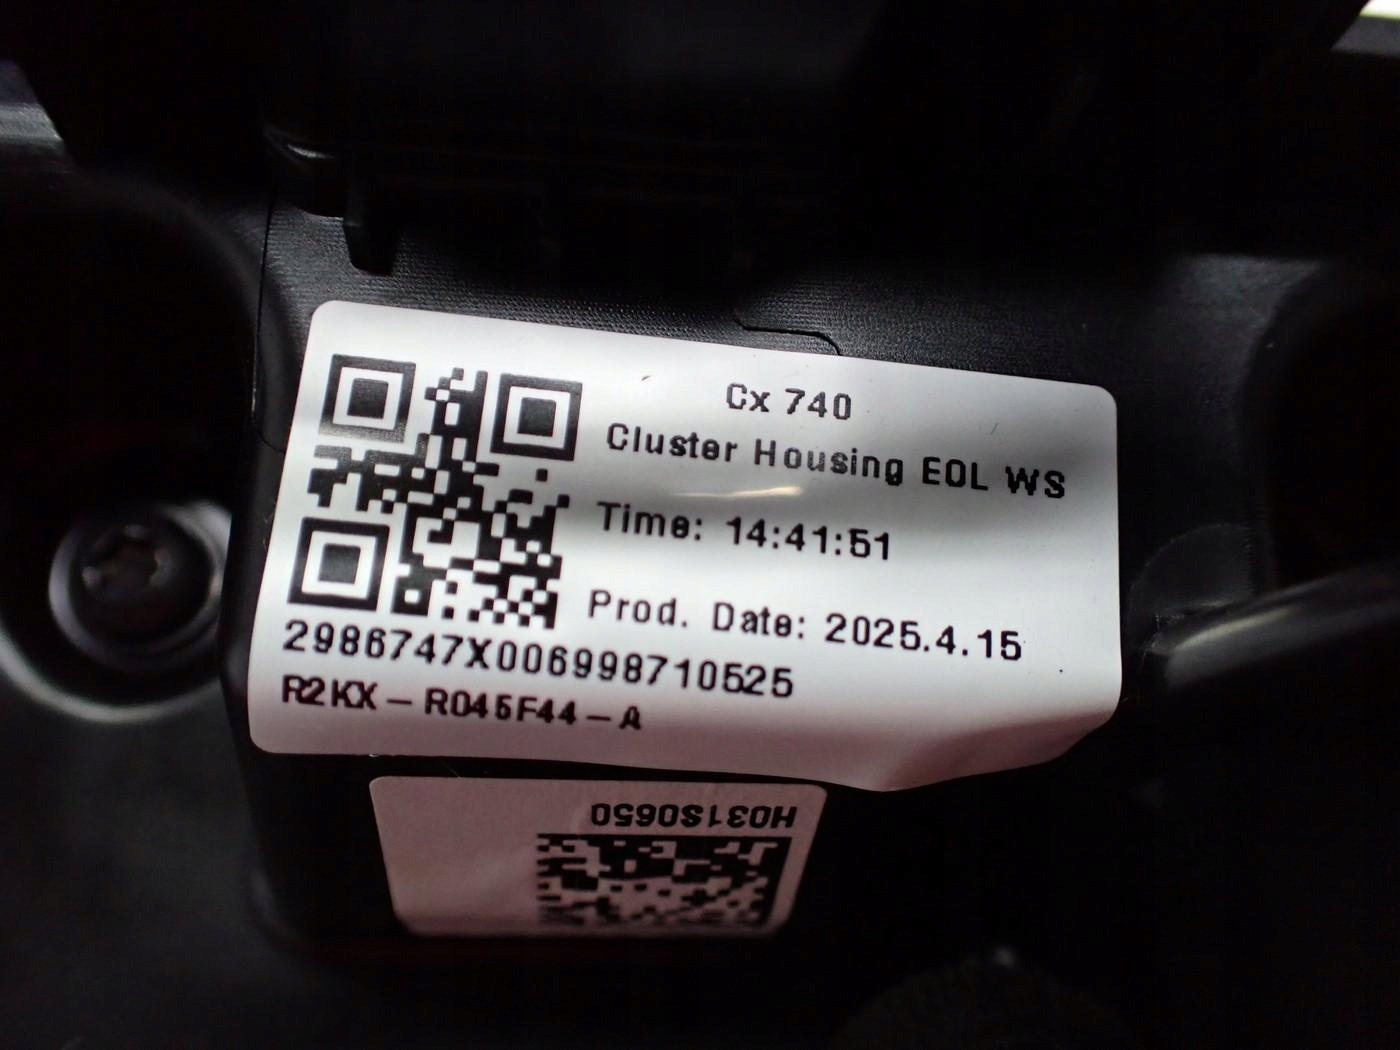 Cx 740
Cluster Housing EOL WS
Time: 14:41:51
Prod. Date: 2025.4.15
2986747X006998710525
R2KX-R045F44-A
H031S0650